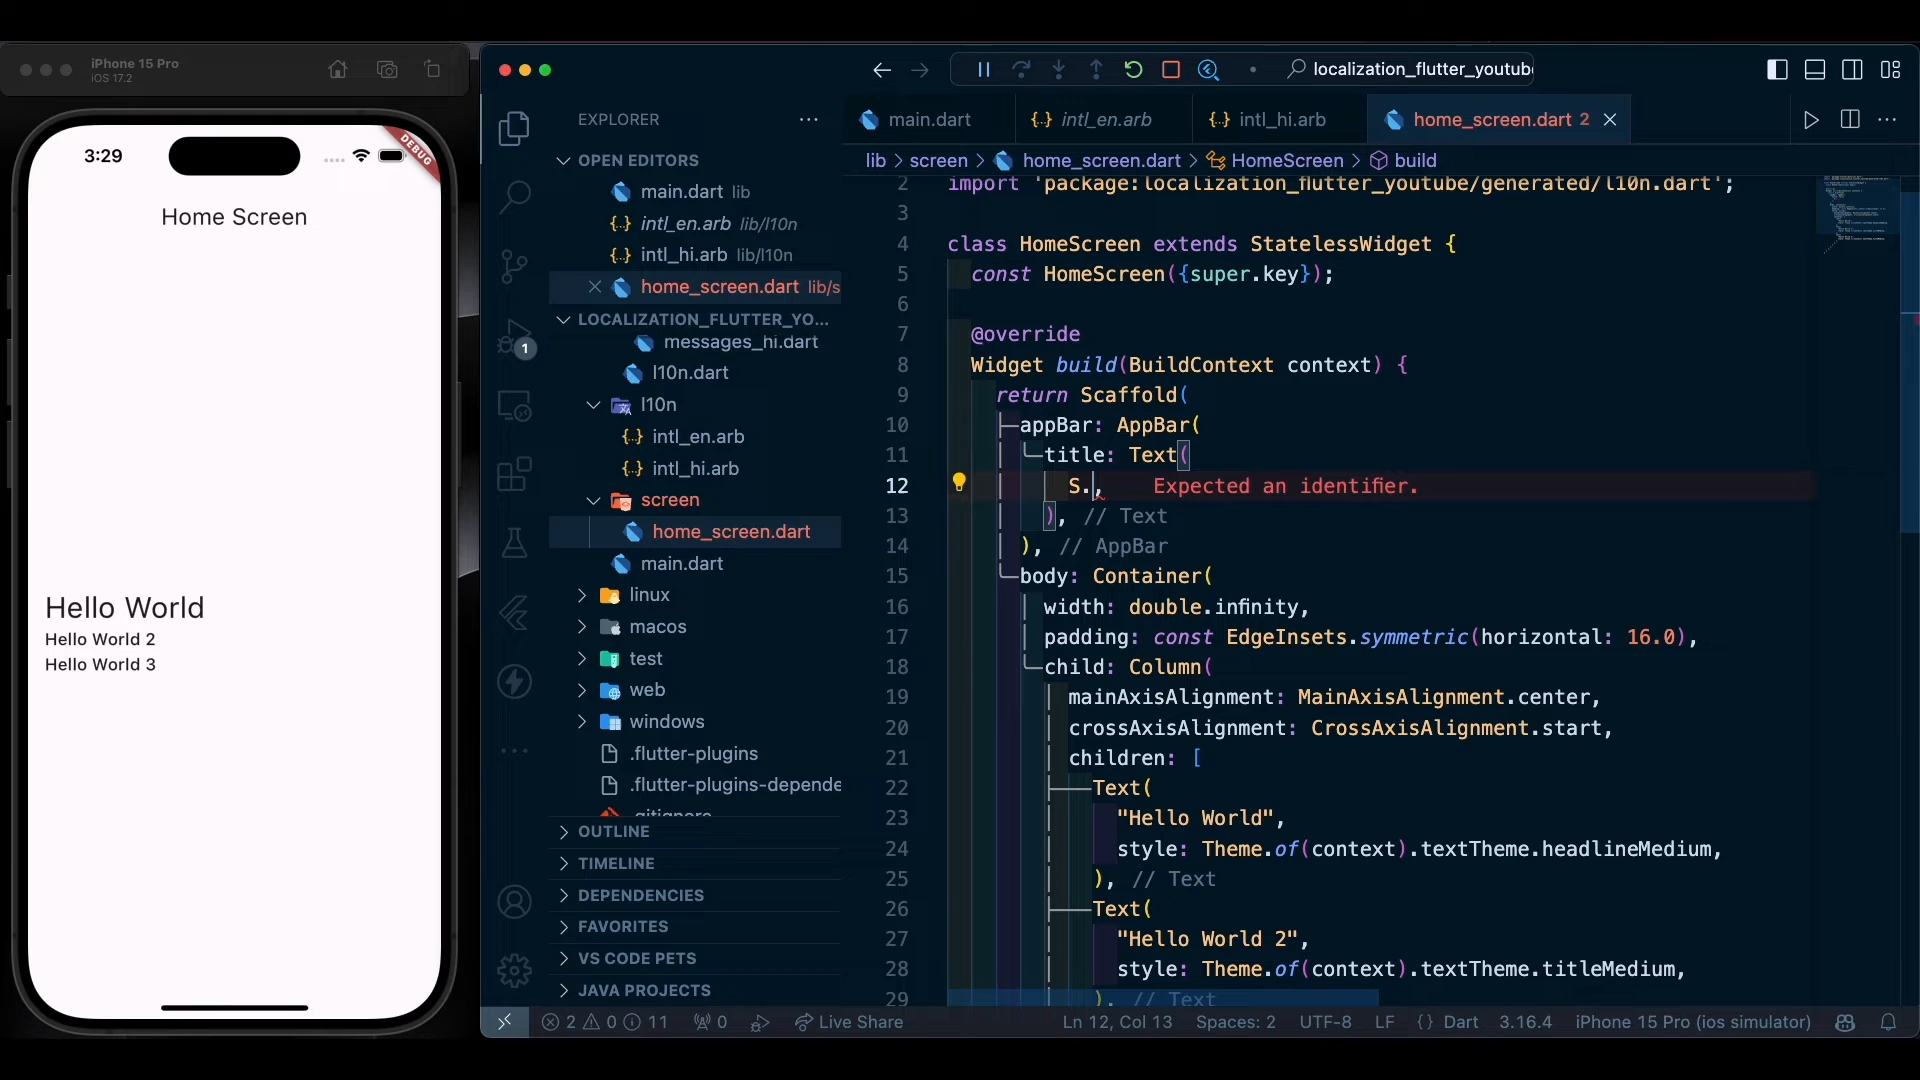 iPhone 15 Pro
iOS 17.2
3:29
DEBUG
Home Screen
Hello World
Hello World 2
Hello World 3
localization_flutter_youtub
EXPLORER
OPEN EDITORS
main.dart lib
intl_en.arb lib/l10n
intl_hi.arb lib/l10n
home_screen.dart lib/s
LOCALIZATION_FLUTTER_YO...
messages_hi.dart
l10n.dart
l10n
intl_en.arb
intl_hi.arb
screen
home_screen.dart
main.dart
linux
macos
test
web
windows
.flutter-plugins
.flutter-plugins-depende
.gitignore
OUTLINE
TIMELINE
DEPENDENCIES
FAVORITES
VS CODE PETS
JAVA PROJECTS
1
main.dart
intl_en.arb
intl_hi.arb
home_screen.dart 2
lib > screen > home_screen.dart > HomeScreen > build
2 import 'package:localization_flutter_youtube/generated/l10n.dart';
3
4 class HomeScreen extends StatelessWidget {
5 const HomeScreen({super.key});
6
7 @override
8 Widget build(BuildContext context) {
9 return Scaffold(
10 appBar: AppBar(
11 title: Text(
12 S., Expected an identifier.
13 ), // Text
14 ), // AppBar
15 body: Container(
16 width: double.infinity,
17 padding: const EdgeInsets.symmetric(horizontal: 16.0),
18 child: Column(
19 mainAxisAlignment: MainAxisAlignment.center,
20 crossAxisAlignment: CrossAxisAlignment.start,
21 children: [
22 Text(
23 "Hello World",
24 style: Theme.of(context).textTheme.headlineMedium,
25 ), // Text
26 Text(
27 "Hello World 2",
28 style: Theme.of(context).textTheme.titleMedium,
29 ), // Text
2 0 11 0 Live Share Ln 12, Col 13 Spaces: 2 UTF-8 LF {} Dart 3.16.4 iPhone 15 Pro (ios simulator)